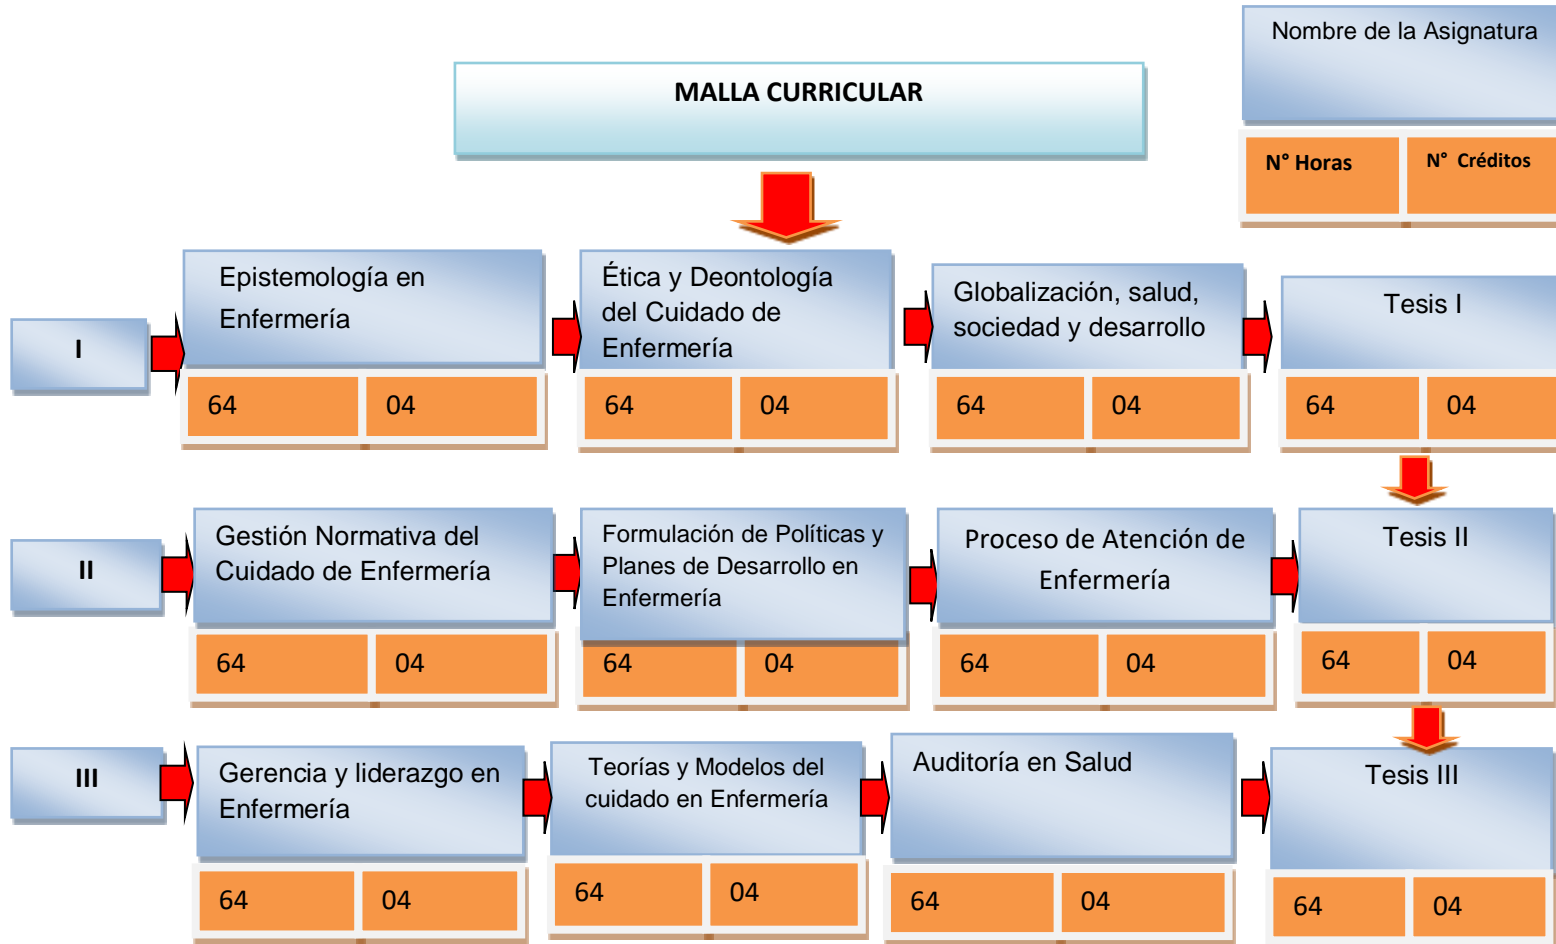 Nombre de la Asignatura
MALLA CURRICULAR
N° Horas
N° Créditos
I
Epistemología en
Enfermería
64
04
Ética y Deontología
del Cuidado de
Enfermería
64
04
Globalización, salud,
sociedad y desarrollo
64
04
Tesis I
64
04
II
Gestión Normativa del
Cuidado de Enfermería
64
04
Formulación de Políticas y
Planes de Desarrollo en
Enfermería
64
04
Proceso de Atención de
Enfermería
64
04
Tesis II
64
04
III
Gerencia y liderazgo en
Enfermería
64
04
Teorías y Modelos del
cuidado en Enfermería
64
04
Auditoría en Salud
64
04
Tesis III
64
04